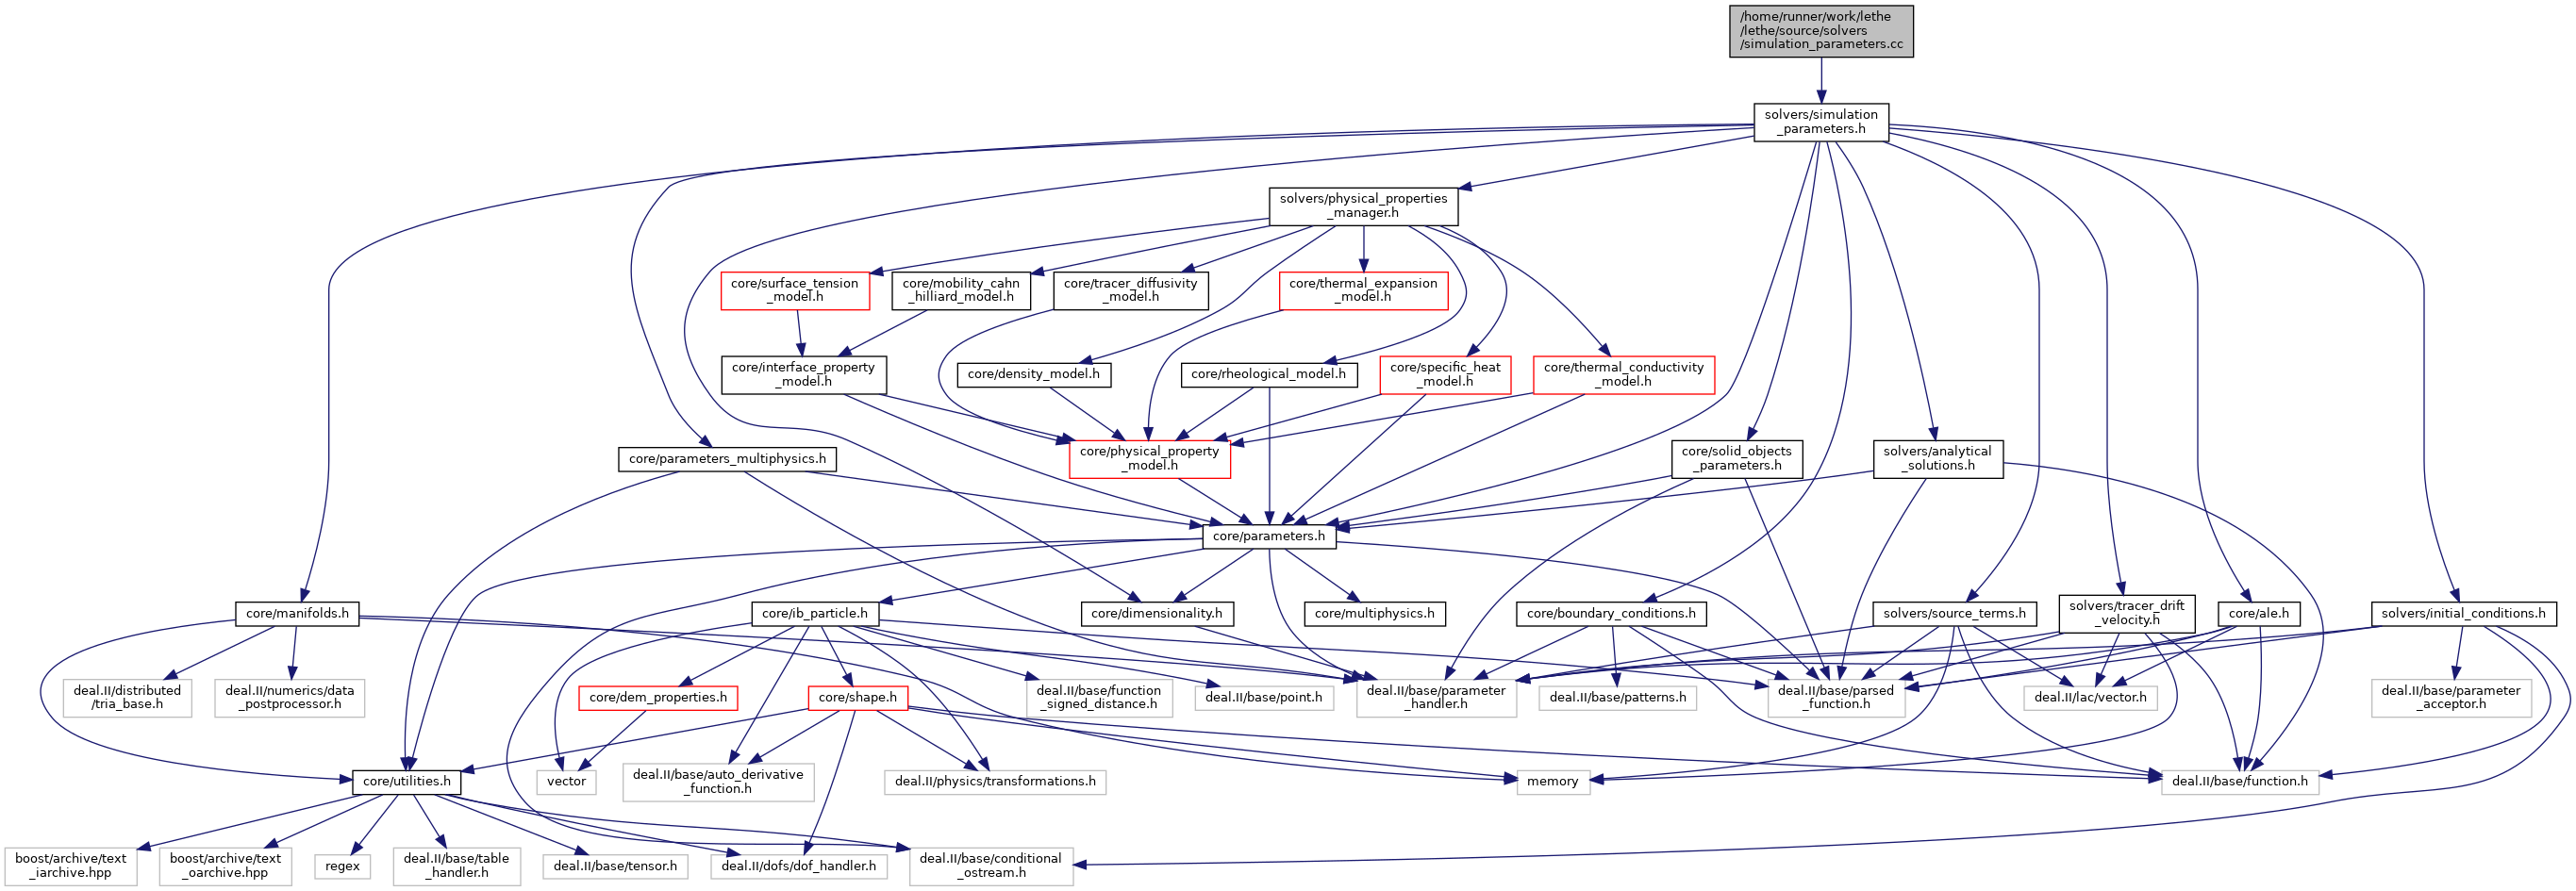 /home/runner/work/lethe
/lethe/source/solvers
/simulation_parameters.cc
solvers/simulation
_parameters.h
solvers/physical_properties
_manager.h
core/surface_tension
_model.h
core/mobility_cahn
_hilliard_model.h
core/tracer_diffusivity
_model.h
core/thermal_expansion
_model.h
core/interface_property
_model.h
core/density_model.h
core/rheological_model.h
core/specific_heat
_model.h
core/thermal_conductivity
_model.h
core/parameters_multiphysics.h
core/physical_property
_model.h
core/solid_objects
_parameters.h
solvers/analytical
_solutions.h
core/parameters.h
core/manifolds.h
core/ib_particle.h
core/dimensionality.h
core/multiphysics.h
core/boundary_conditions.h
solvers/source_terms.h
solvers/tracer_drift
_velocity.h
core/ale.h
solvers/initial_conditions.h
deal.II/distributed
/tria_base.h
deal.II/numerics/data
_postprocessor.h
core/dem_properties.h
core/shape.h
deal.II/base/function
_signed_distance.h
deal.II/base/point.h
deal.II/base/parameter
_handler.h
deal.II/base/patterns.h
deal.II/base/parsed
_function.h
deal.II/lac/vector.h
deal.II/base/parameter
_acceptor.h
core/utilities.h
vector
deal.II/base/auto_derivative
_function.h
deal.II/physics/transformations.h
memory
deal.II/base/function.h
boost/archive/text
_iarchive.hpp
boost/archive/text
_oarchive.hpp
regex
deal.II/base/table
_handler.h
deal.II/base/tensor.h
deal.II/dofs/dof_handler.h
deal.II/base/conditional
_ostream.h